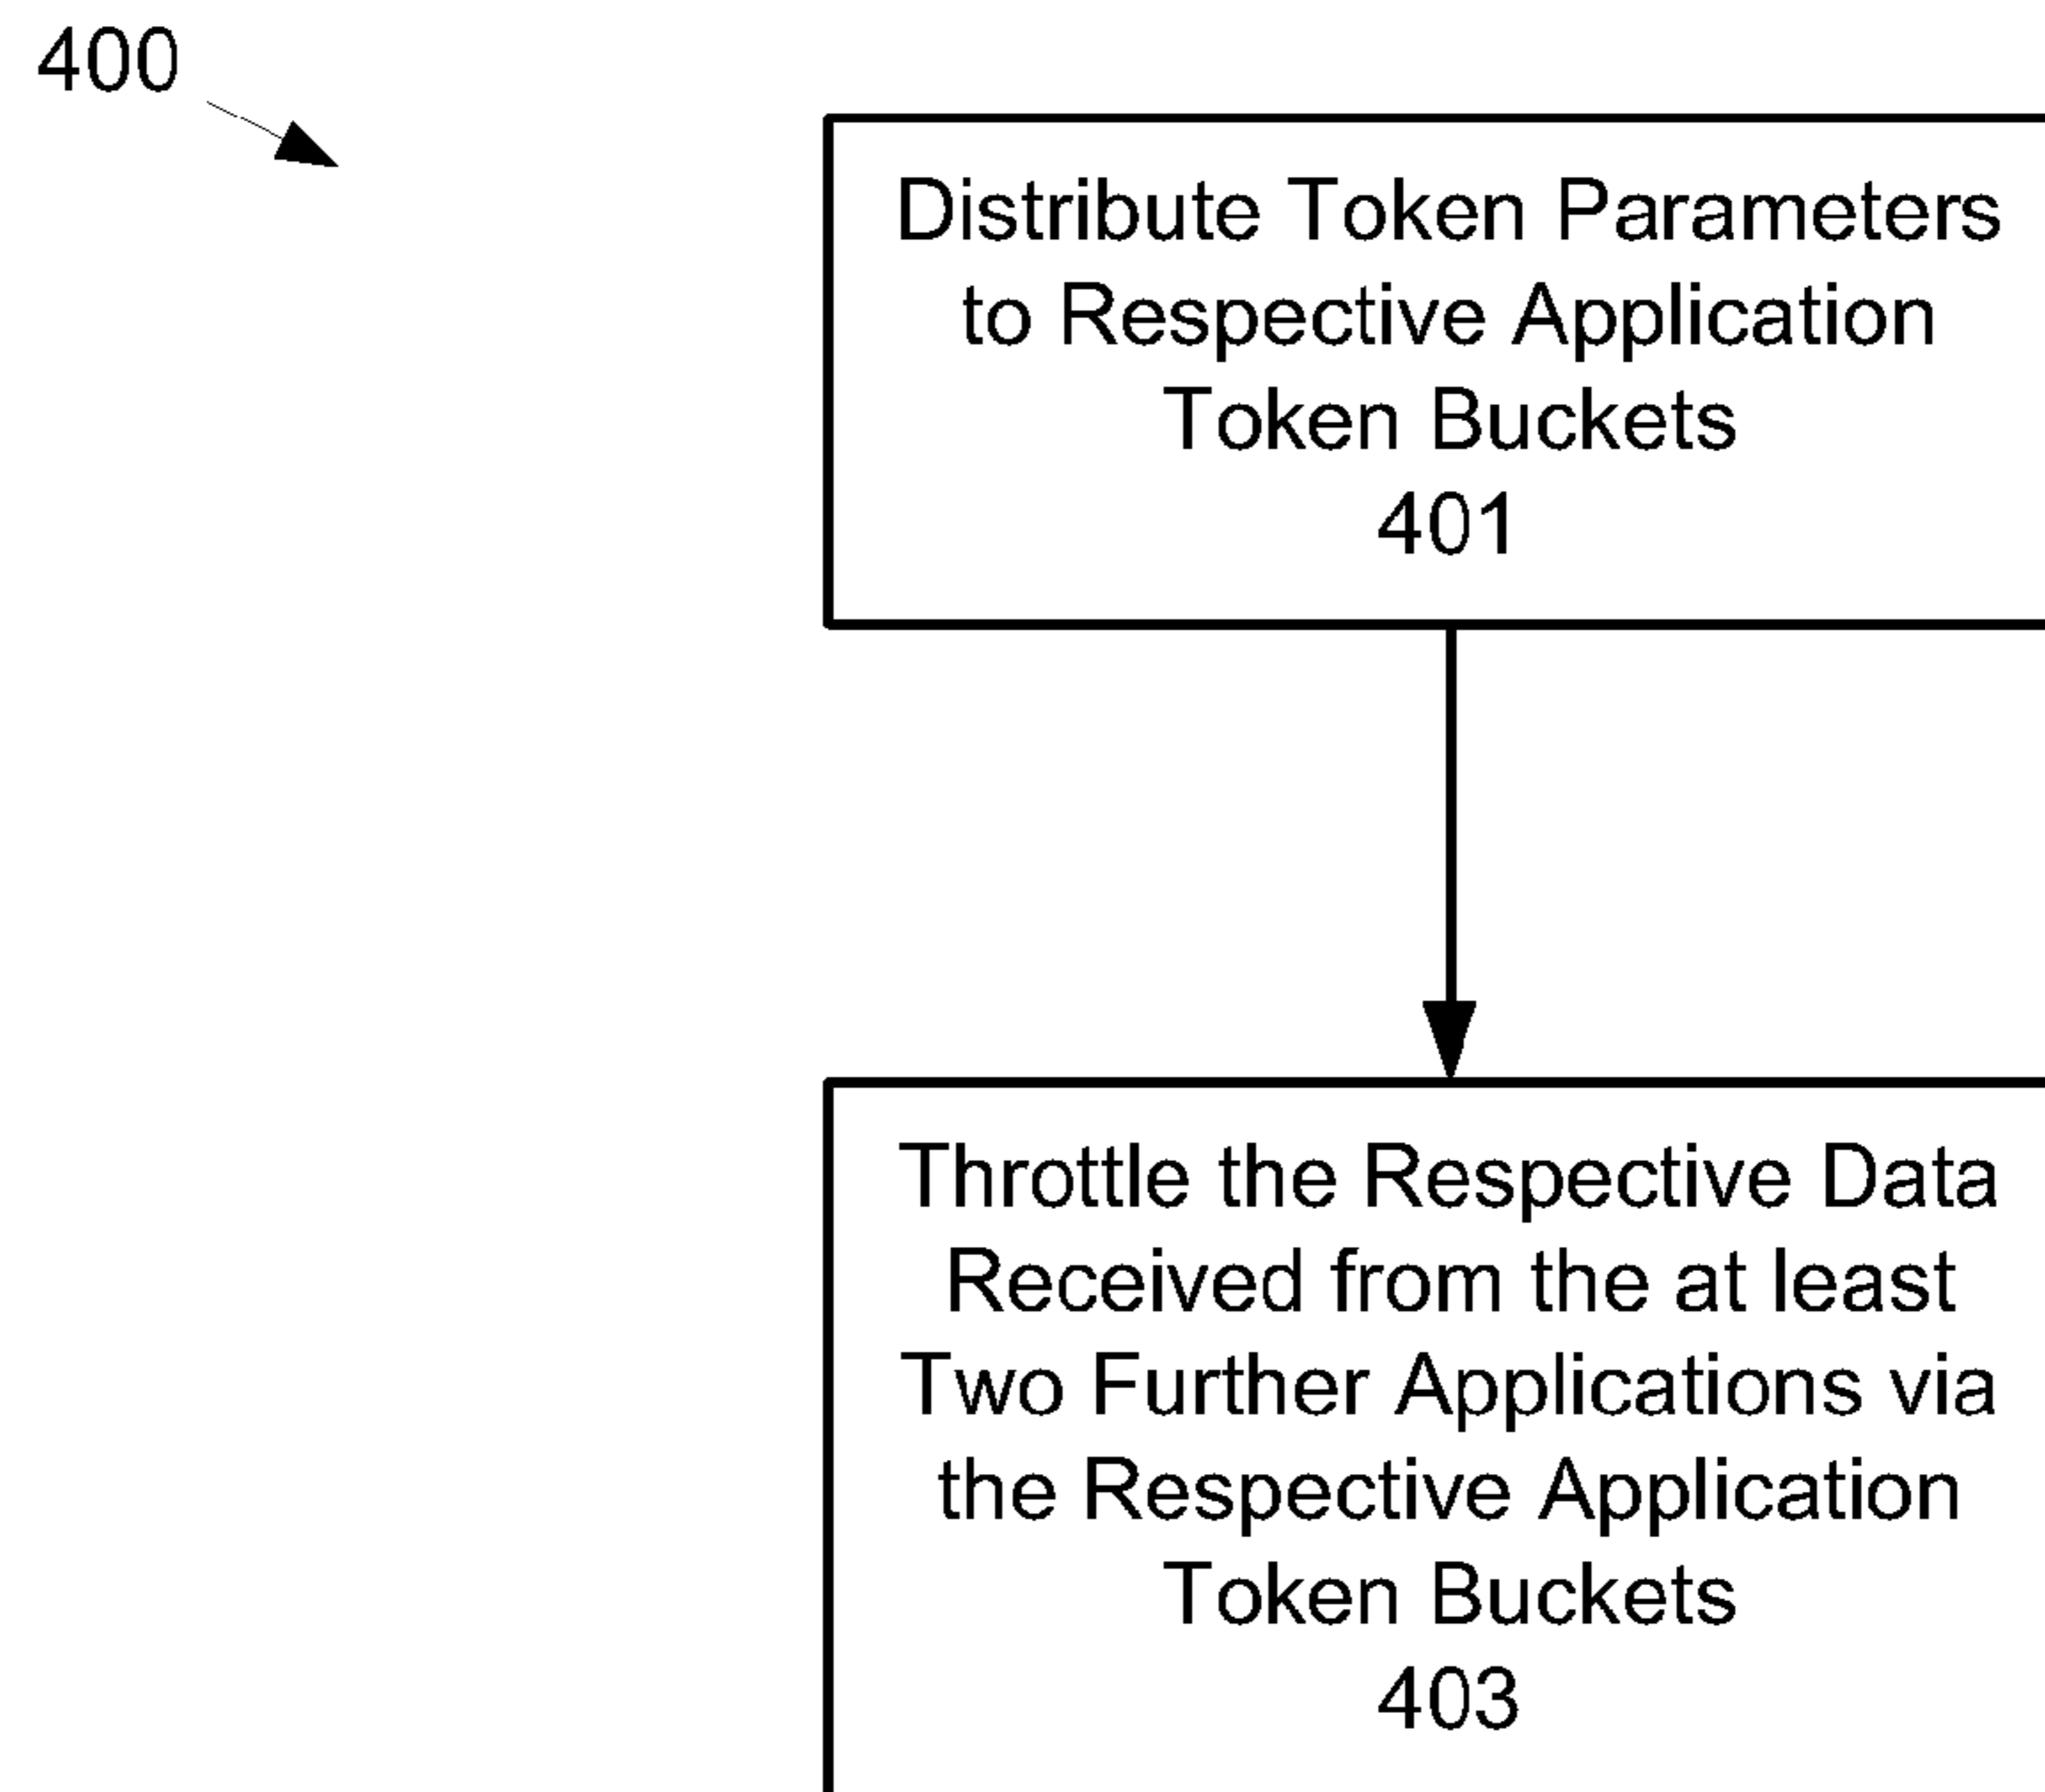 400
Distribute Token Parameters
to Respective Application
Token Buckets
401
Throttle the Respective Data
Received from the at least
Two Further Applications via
the Respective Application
Token Buckets
403